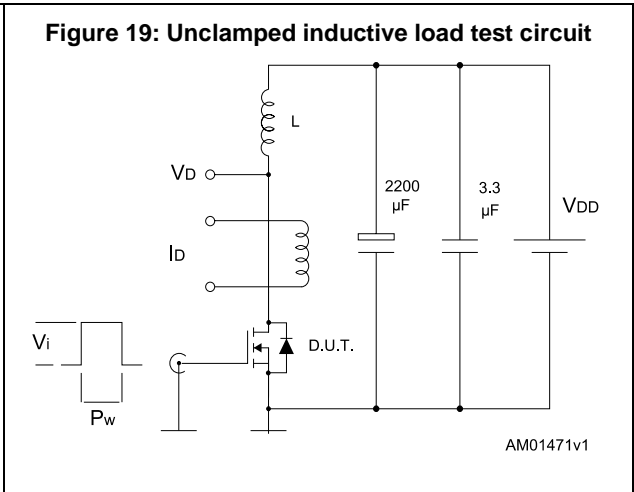 Figure 19: Unclamped inductive load test circuit
L
VD
2200
µF
3.3
µF
VDD
ID
Vi
D.U.T.
Pw
AM01471v1